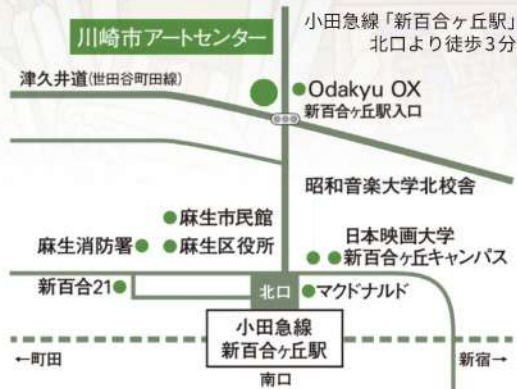 川崎市アートセンター
小田急線「新百合ヶ丘駅」
北口より徒歩3分
津久井道(世田谷町田線)
Odakyu OX
新百合ヶ丘駅入口
昭和音楽大学北校舎
麻生市民館
麻生消防署
麻生区役所
日本映画大学
新百合ヶ丘キャンパス
新百合21
北口
マクドナルド
小田急線
新百合ヶ丘駅
←町田
新宿→
南口